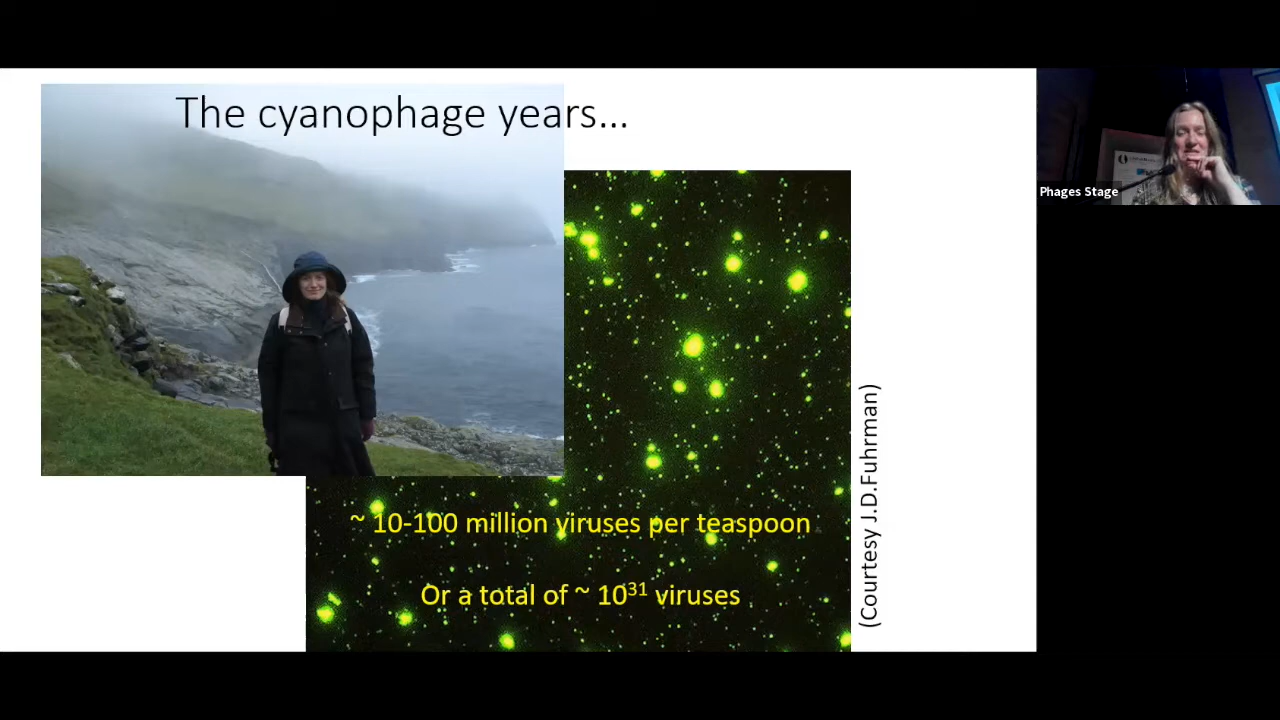 The cyanophage years...
~ 10-100 million viruses per teaspoon
Or a total of ~ 10³¹ viruses
(Courtesy J.D.Fuhrman)
Phages Stage